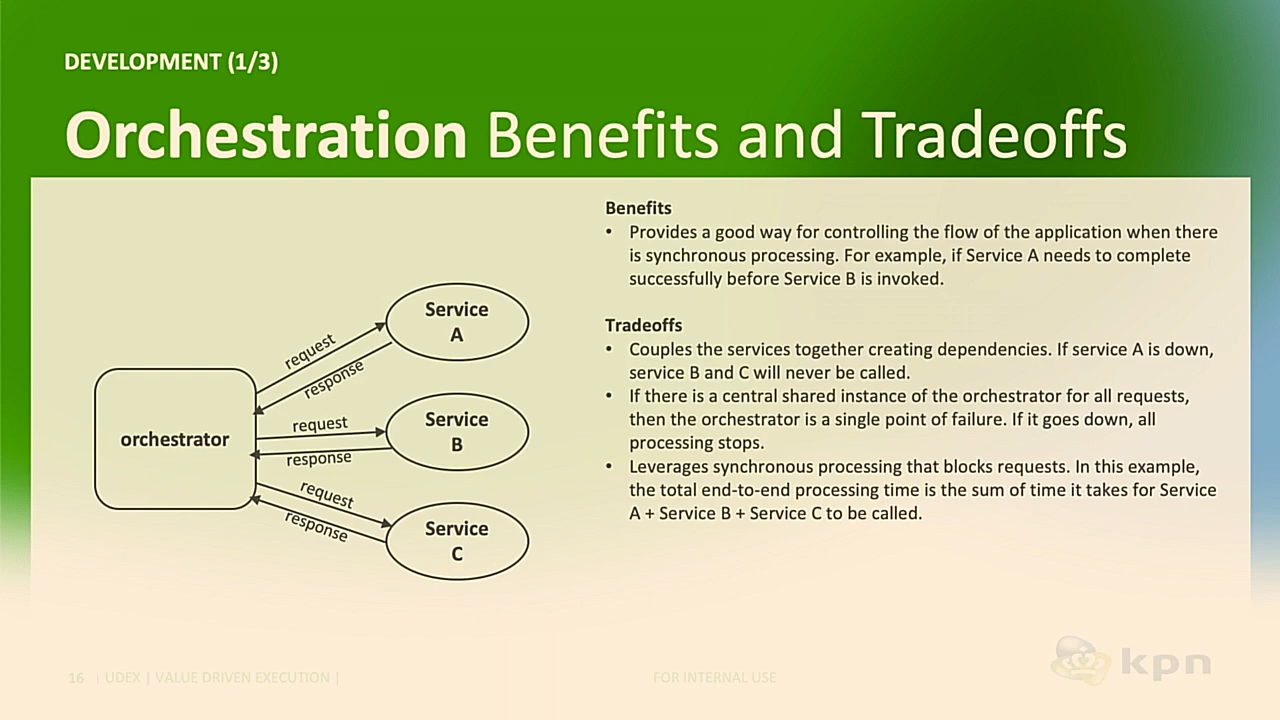 DEVELOPMENT (1/3)
Orchestration Benefits and Tradeoffs
orchestrator
request
response
request
response
request
response
Service
A
Service
B
Service
C
Benefits
• Provides a good way for controlling the flow of the application when there
is synchronous processing. For example, if Service A needs to complete
successfully before Service B is invoked.
Tradeoffs
• Couples the services together creating dependencies. If service A is down,
service B and C will never be called.
• If there is a central shared instance of the orchestrator for all requests,
then the orchestrator is a single point of failure. If it goes down, all
processing stops.
• Leverages synchronous processing that blocks requests. In this example,
the total end-to-end processing time is the sum of time it takes for Service
A + Service B + Service C to be called.
16 | UDEX | VALUE DRIVEN EXECUTION |
FOR INTERNAL USE
kpn